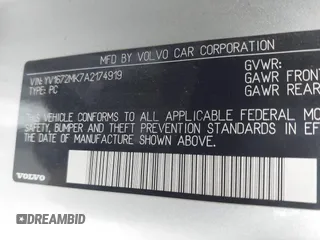 MFD BY VOLVO CAR CORPORATION
VIN: YV1672MK7A2174919
TYPE: PC
GVWR:
GAWR FRONT
GAWR REAR
THIS VEHICLE CONFORMS TO ALL APPLICABLE FEDERAL MO
SAFETY, BUMPER AND THEFT PREVENTION STANDARDS IN EF
THE DATE OF MANUFACTURE SHOWN ABOVE.
VOLVO
DREAMBID